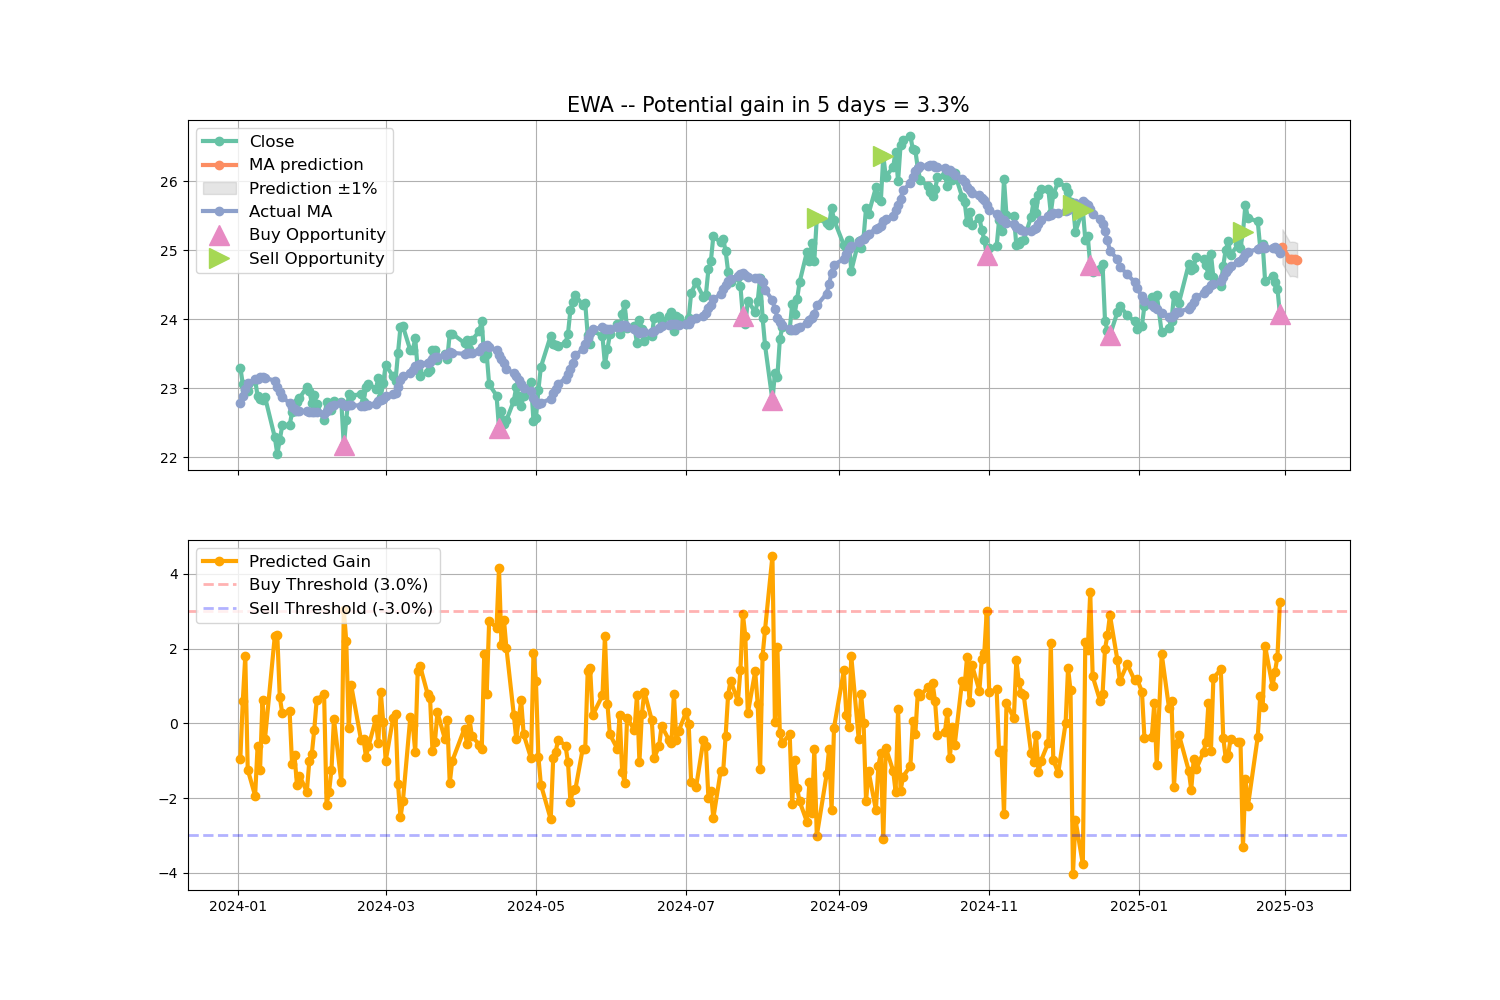 EWA -- Potential gain in 5 days = 3.3%
Close
MA prediction
Prediction ±1%
Actual MA
Buy Opportunity
Sell Opportunity
26
25
24
23
22
Predicted Gain
Buy Threshold (3.0%)
Sell Threshold (-3.0%)
4
2
0
−2
−4
2024-01 2024-03 2024-05 2024-07 2024-09 2024-11 2025-01 2025-03